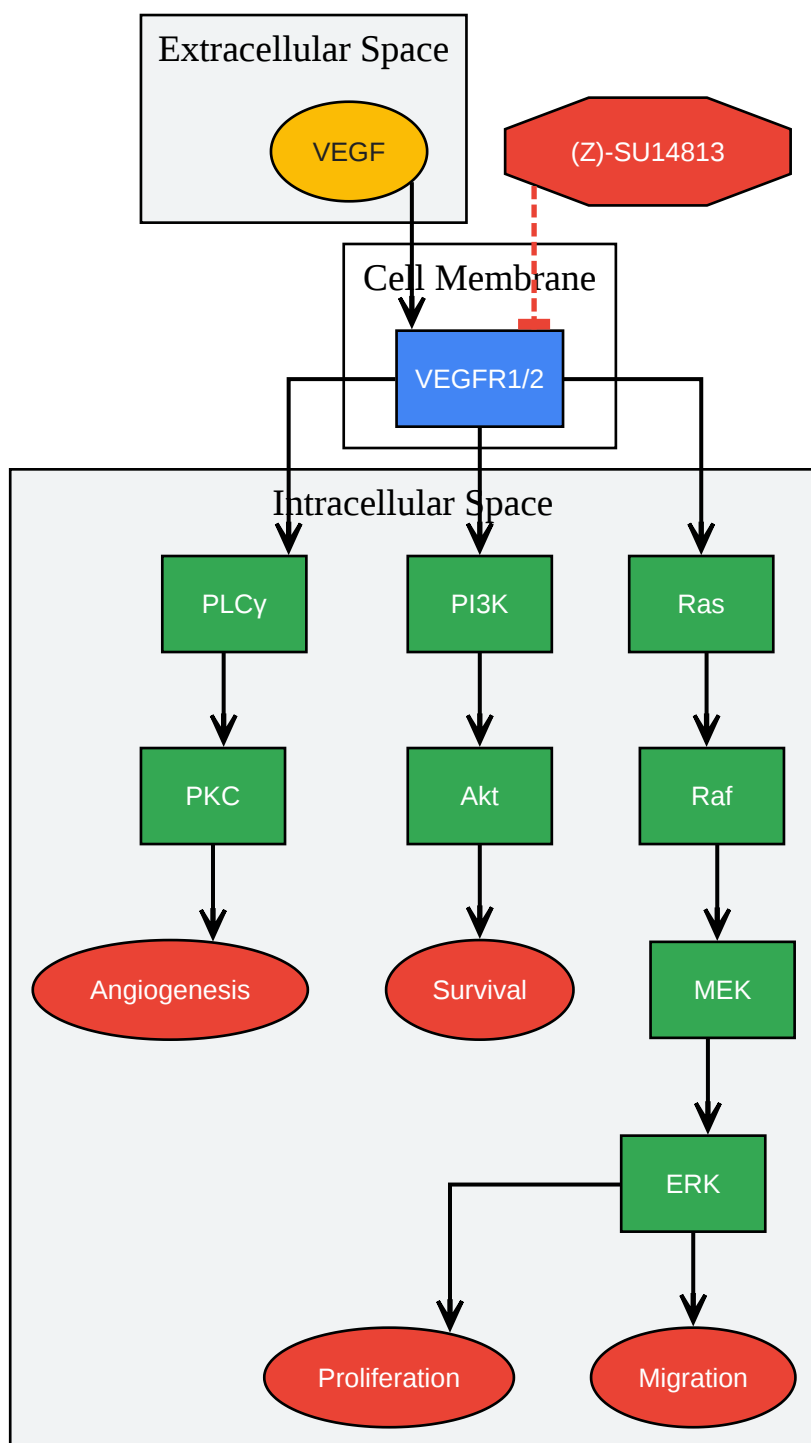 Extracellular Space
VEGF
(Z)-SU14813
Cell Membrane
VEGFR1/2
Intracellular Space
PLCγ
PI3K
Ras
PKC
Akt
Raf
Angiogenesis
Survival
MEK
ERK
Proliferation
Migration